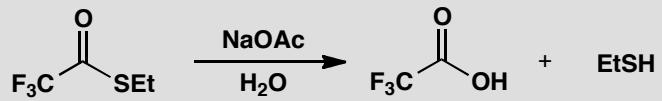 O
F₃C SEt
NaOAc
H₂O
O
F₃C OH
+
EtSH